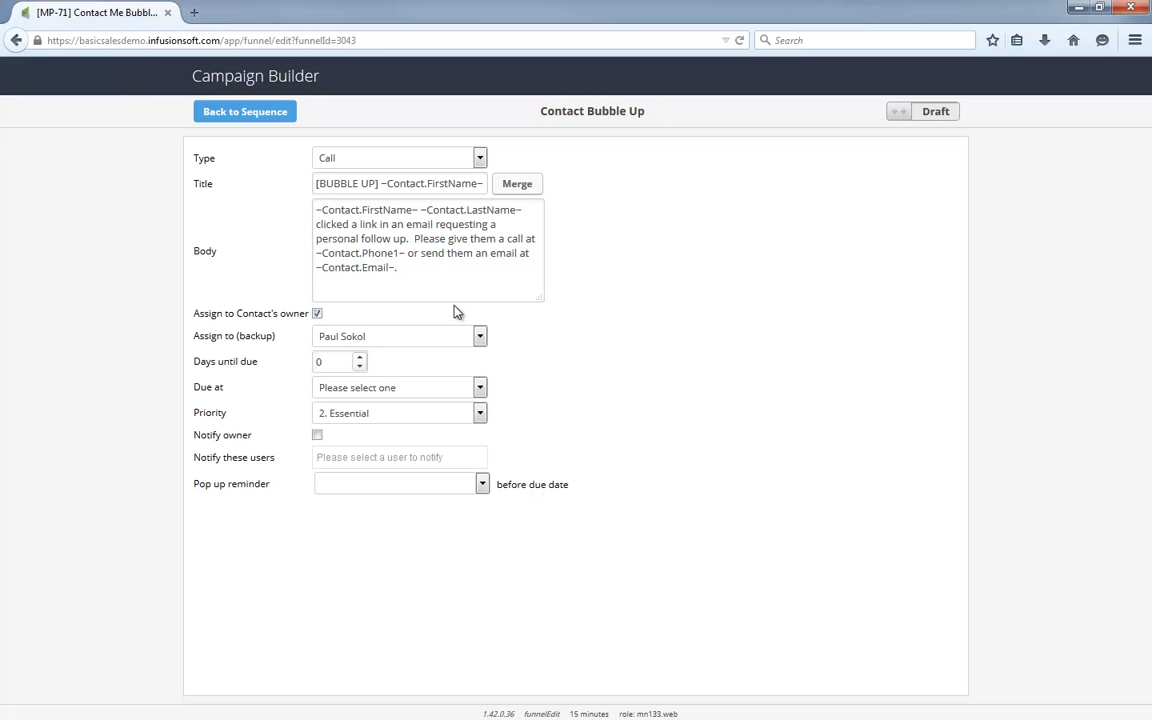 [MP-71] Contact Me Bubbl...
https://basicsalesdemo.infusionsoft.com/app/funnel/edit?funnelId=3043
Search
Campaign Builder
Back to Sequence
Contact Bubble Up
Draft
Type
Call
Title
[BUBBLE UP] ~Contact.FirstName~
Merge
Body
~Contact.FirstName~ ~Contact.LastName~
clicked a link in an email requesting a
personal follow up.  Please give them a call at
~Contact.Phone1~ or send them an email at
~Contact.Email~.
Assign to Contact's owner
Assign to (backup)
Paul Sokol
Days until due
0
Due at
Please select one
Priority
2. Essential
Notify owner
Notify these users
Please select a user to notify
Pop up reminder
before due date
1.42.0.36 funnelEdit 15 minutes role: mn133.web